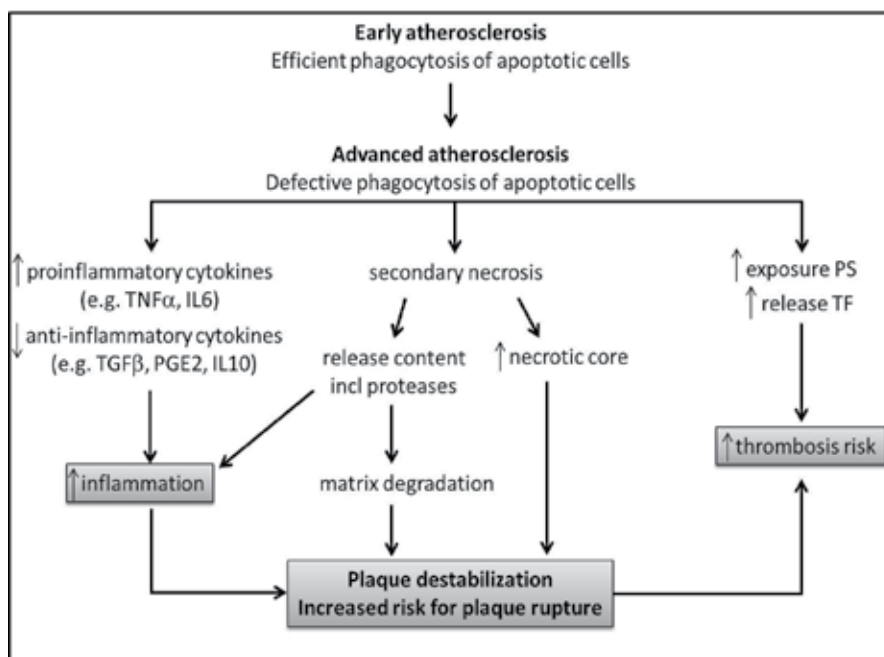 Early atherosclerosis
Efficient phagocytosis of apoptotic cells
Advanced atherosclerosis
Defective phagocytosis of apoptotic cells
↑ proinflammatory cytokines
(e.g. TNFα, IL6)
↓ anti-inflammatory cytokines
(e.g. TGFβ, PGE2, IL10)
↑ inflammation
secondary necrosis
release content
incl proteases
↑ necrotic core
matrix degradation
↑ exposure PS
↑ release TF
↑ thrombosis risk
Plaque destabilization
Increased risk for plaque rupture